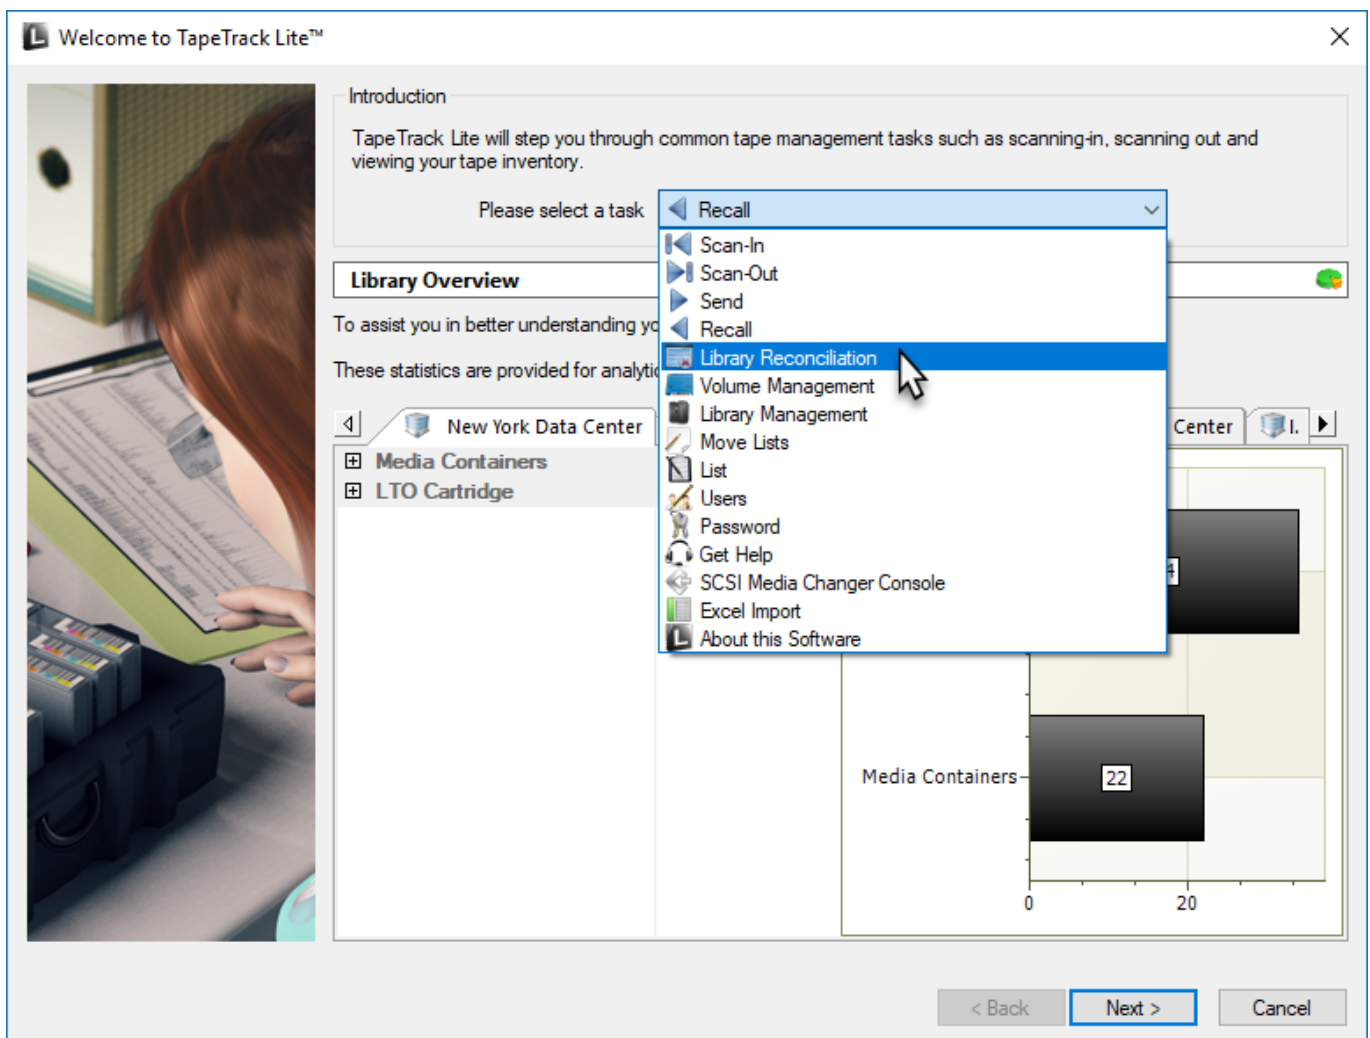 Welcome to TapeTrack Lite™
Introduction
TapeTrack Lite will step you through common tape management tasks such as scanning-in, scanning out and
viewing your tape inventory.
Please select a task
Recall
Scan-In
Scan-Out
Send
Recall
Library Reconciliation
Volume Management
Library Management
Move Lists
List
Users
Password
Get Help
SCSI Media Changer Console
Excel Import
About this Software
Library Overview
To assist you in better understanding
These statistics are provided for
New York Data Center
Center
Media Containers
LTO Cartridge
4
Media Containers
22
0
20
< Back
Next >
Cancel